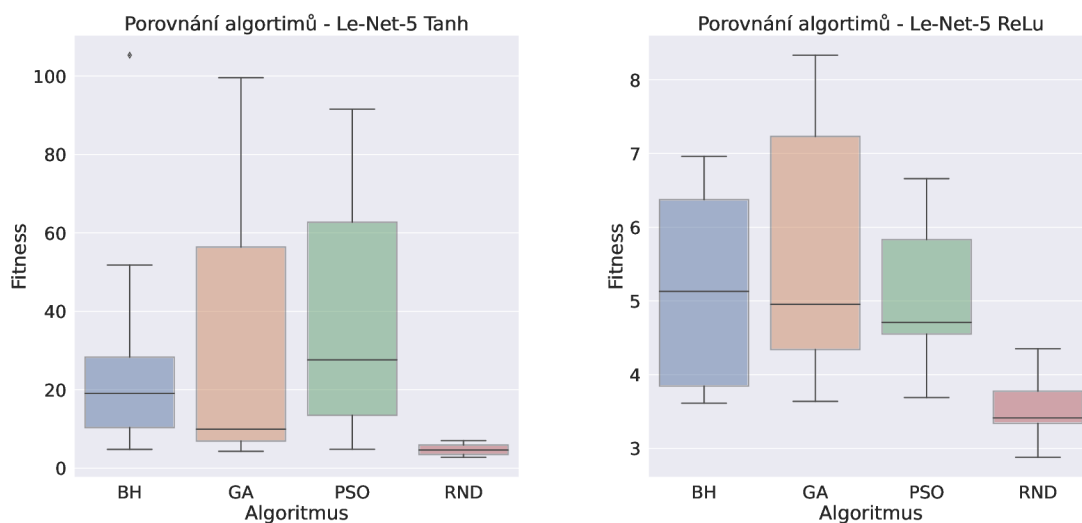 Porovnání algortimů - Le-Net-5 Tanh
Fitness
100
80
60
40
20
0
BH GA PSO RND
Algoritmus
Porovnání algortimů - Le-Net-5 ReLu
Fitness
8
7
6
5
4
3
BH GA PSO RND
Algoritmus